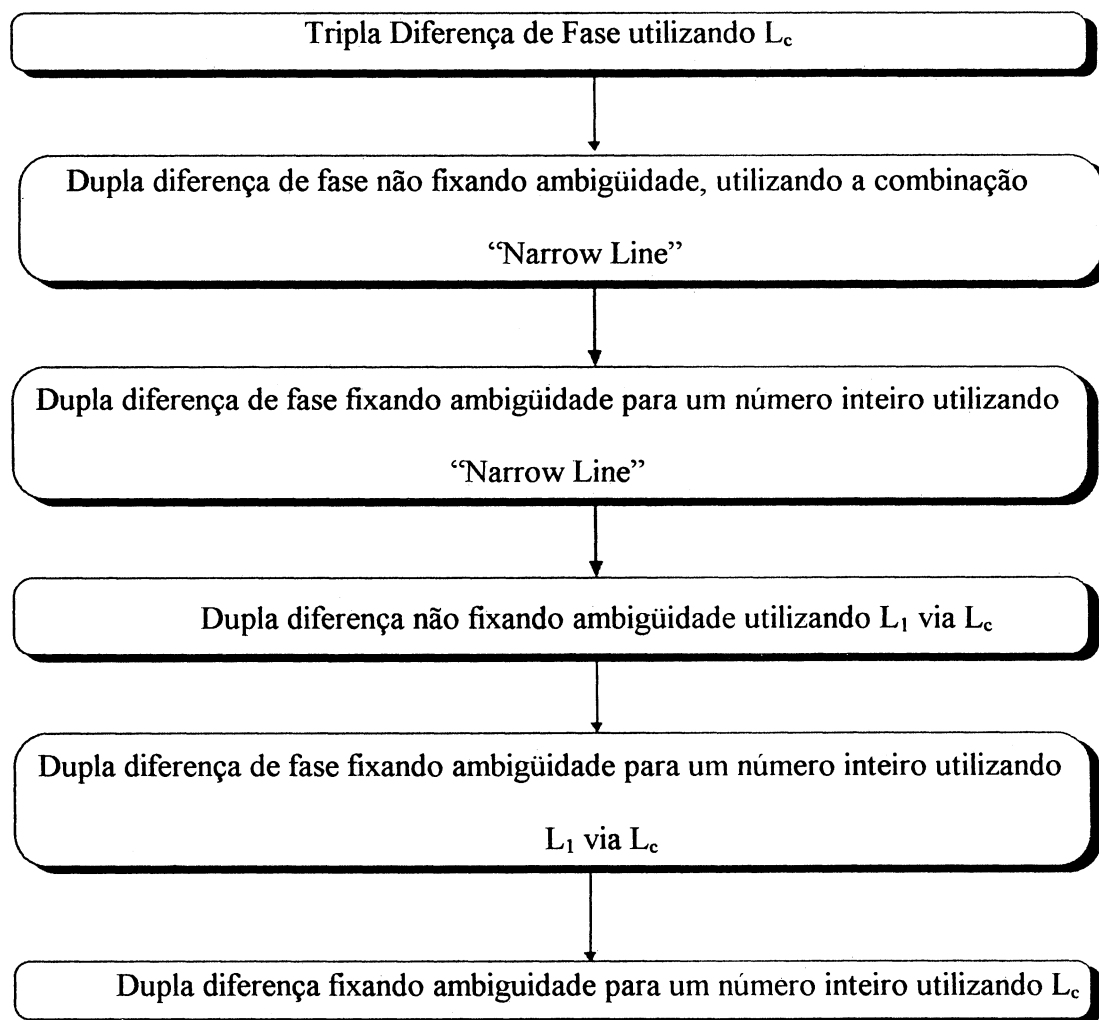 Tripla Diferença de Fase utilizando Lc
Dupla diferença de fase não fixando ambigüidade, utilizando a combinação
“Narrow Line”
Dupla diferença de fase fixando ambigüidade para um número inteiro utilizando
“Narrow Line”
Dupla diferença não fixando ambigüidade utilizando L1 via Lc
Dupla diferença de fase fixando ambigüidade para um número inteiro utilizando
L1 via Lc
Dupla diferença fixando ambiguidade para um número inteiro utilizando Lc